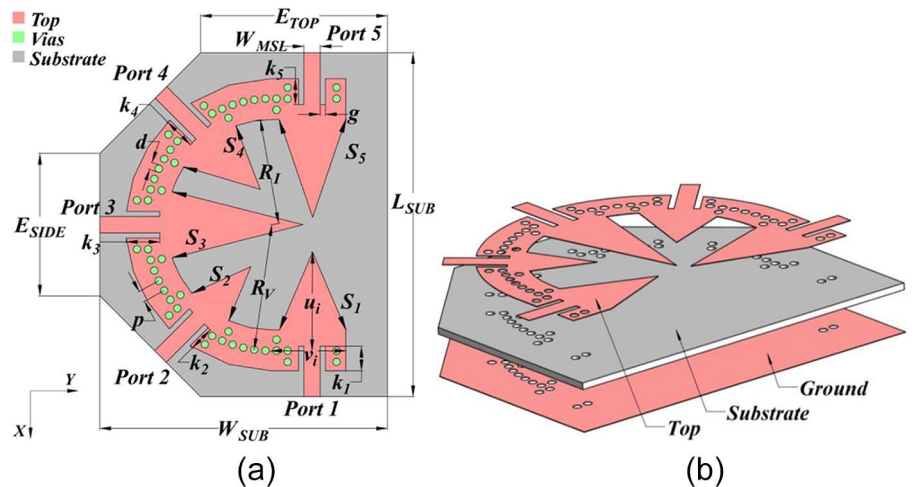 Top
Vias
Substrate
E_TOP
W_MSL
Port 5
k_5
Port 4
k_4
g
d
S_4
S_5
R_I
Port 3
E_SIDE
L_SUB
k_3
S_3
S_2
R_V
u_i
S_1
p
v_i
k_2
k_1
Port 2
Port 1
Y
X
W_SUB
(a)
Ground
Substrate
Top
(b)